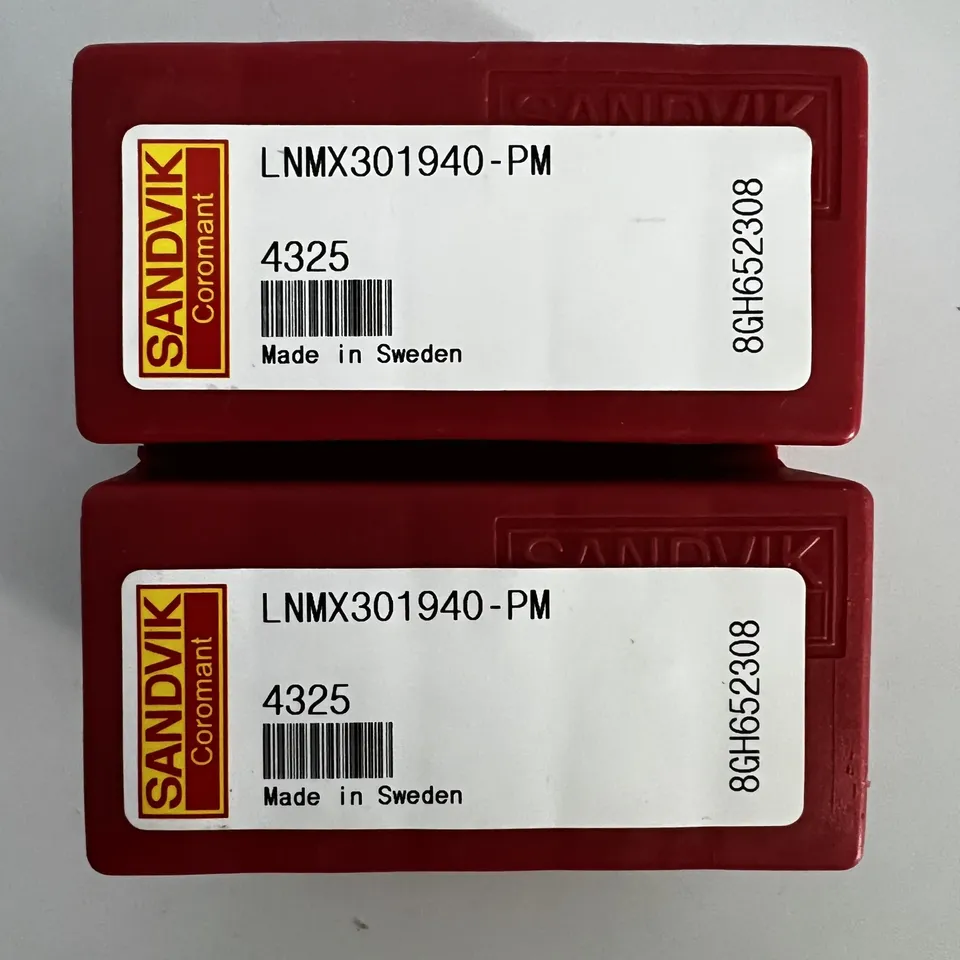 SANDVIK
SANDVIK
Coromant
LNMX301940-PM
4325
Made in Sweden
8GH652308
SANDVIK
SANDVIK
Coromant
LNMX301940-PM
4325
Made in Sweden
8GH652308